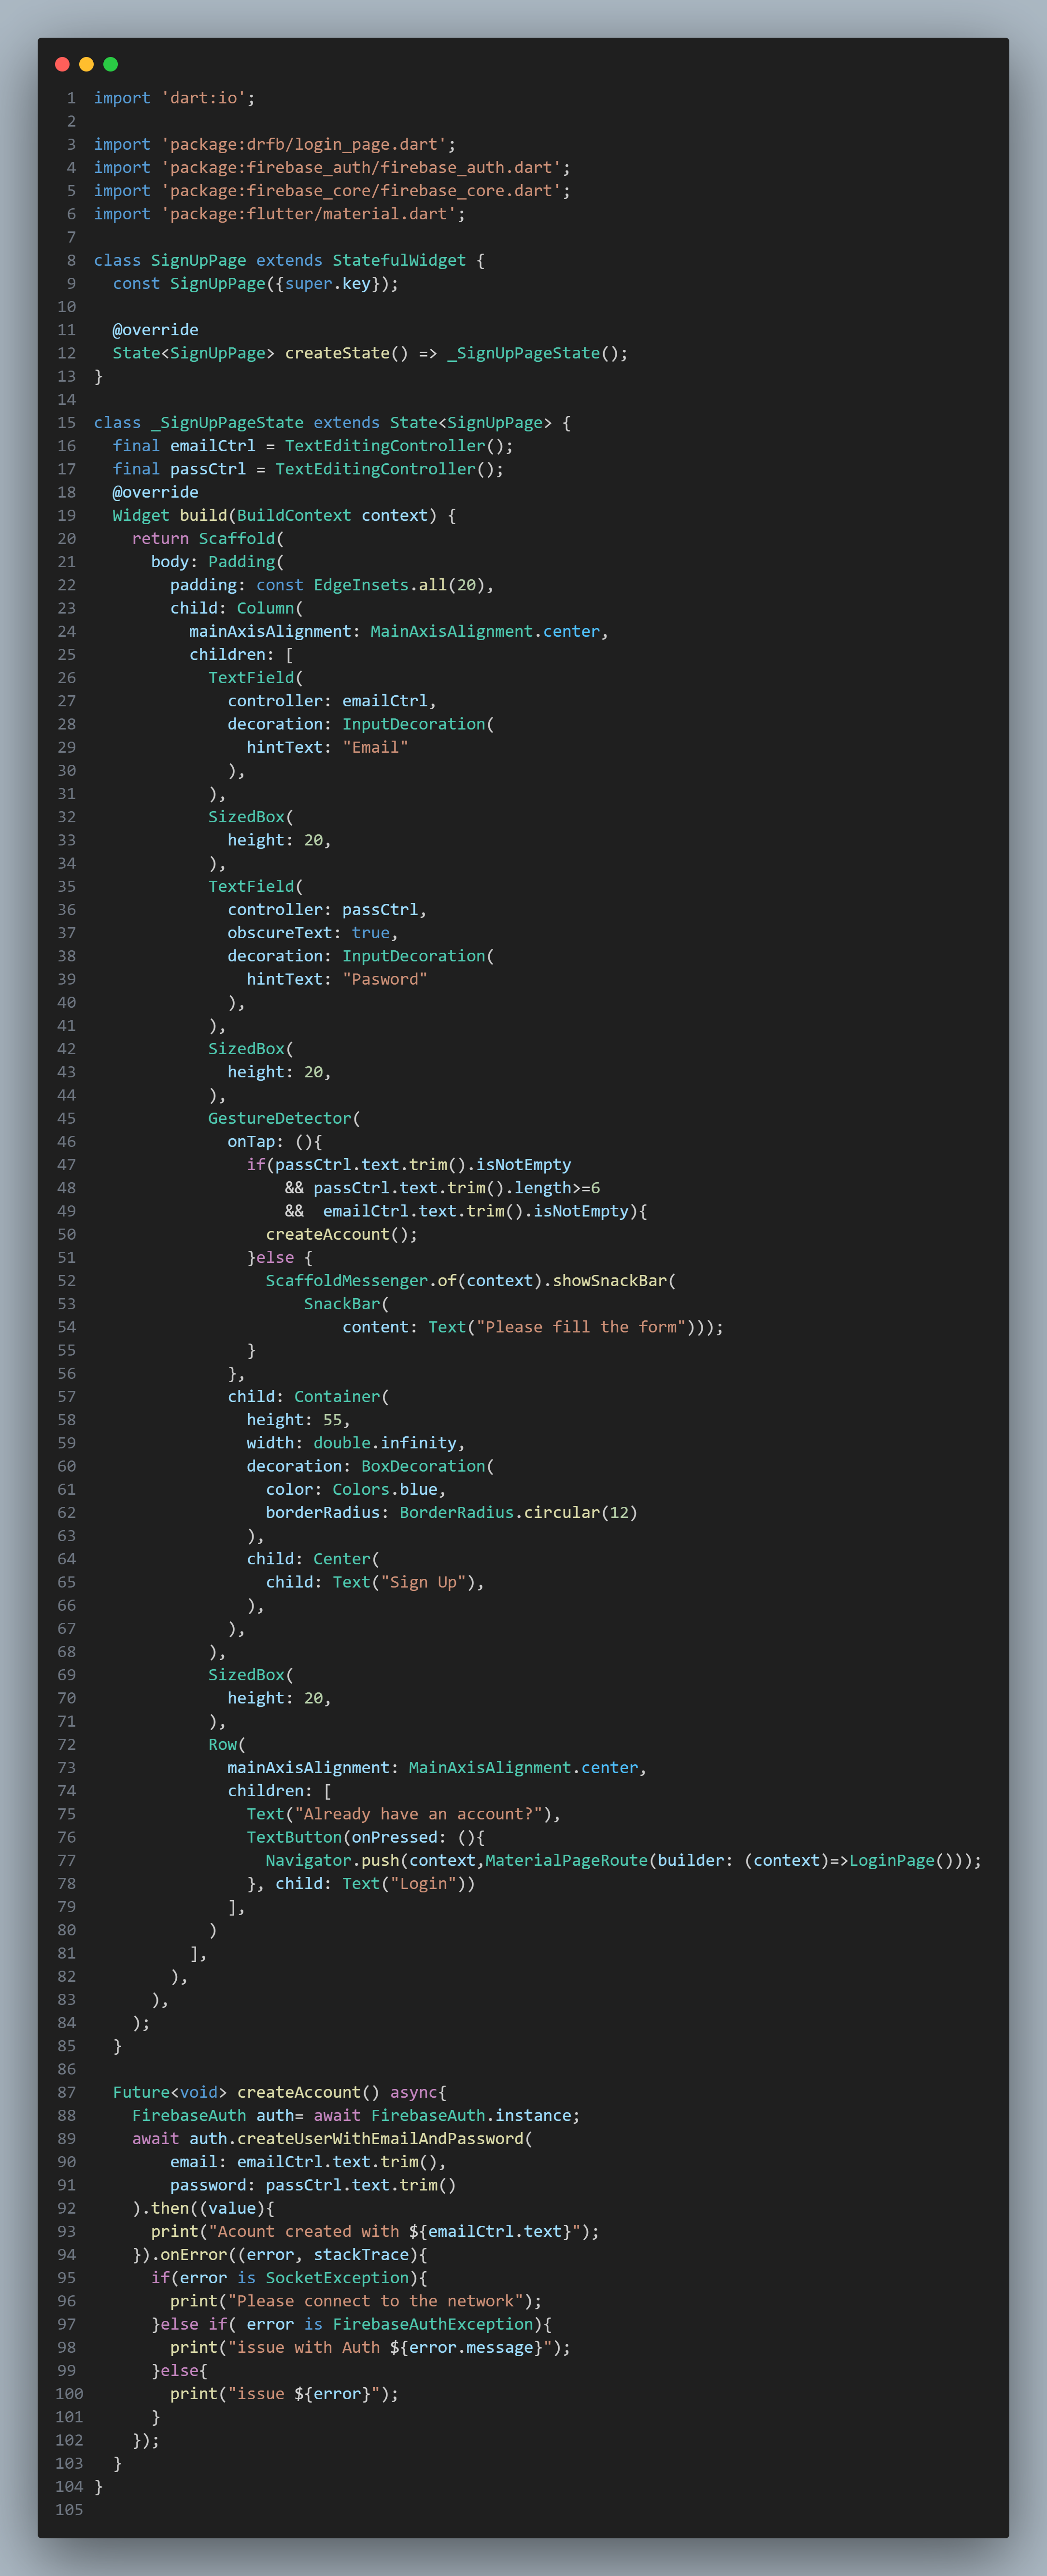 1 import 'dart:io';
2
3 import 'package:drfb/login_page.dart';
4 import 'package:firebase_auth/firebase_auth.dart';
5 import 'package:firebase_core/firebase_core.dart';
6 import 'package:flutter/material.dart';
7
8 class SignUpPage extends StatefulWidget {
9   const SignUpPage({super.key});
10
11   @override
12   State<SignUpPage> createState() => _SignUpPageState();
13 }
14
15 class _SignUpPageState extends State<SignUpPage> {
16   final emailCtrl = TextEditingController();
17   final passCtrl = TextEditingController();
18   @override
19   Widget build(BuildContext context) {
20     return Scaffold(
21       body: Padding(
22         padding: const EdgeInsets.all(20),
23         child: Column(
24           mainAxisAlignment: MainAxisAlignment.center,
25           children: [
26             TextField(
27               controller: emailCtrl,
28               decoration: InputDecoration(
29                 hintText: "Email"
30               ),
31             ),
32             SizedBox(
33               height: 20,
34             ),
35             TextField(
36               controller: passCtrl,
37               obscureText: true,
38               decoration: InputDecoration(
39                 hintText: "Pasword"
40               ),
41             ),
42             SizedBox(
43               height: 20,
44             ),
45             GestureDetector(
46               onTap: (){
47                 if(passCtrl.text.trim().isNotEmpty
48                     && passCtrl.text.trim().length>=6
49                     &&  emailCtrl.text.trim().isNotEmpty){
50                   createAccount();
51                 }else {
52                   ScaffoldMessenger.of(context).showSnackBar(
53                       SnackBar(
54                           content: Text("Please fill the form")));
55                 }
56               },
57               child: Container(
58                 height: 55,
59                 width: double.infinity,
60                 decoration: BoxDecoration(
61                   color: Colors.blue,
62                   borderRadius: BorderRadius.circular(12)
63                 ),
64                 child: Center(
65                   child: Text("Sign Up"),
66                 ),
67               ),
68             ),
69             SizedBox(
70               height: 20,
71             ),
72             Row(
73               mainAxisAlignment: MainAxisAlignment.center,
74               children: [
75                 Text("Already have an account?"),
76                 TextButton(onPressed: (){
77                   Navigator.push(context,MaterialPageRoute(builder: (context)=>LoginPage()));
78                 }, child: Text("Login"))
79               ],
80             )
81           ],
82         ),
83       ),
84     );
85   }
86
87   Future<void> createAccount() async{
88     FirebaseAuth auth= await FirebaseAuth.instance;
89     await auth.createUserWithEmailAndPassword(
90         email: emailCtrl.text.trim(),
91         password: passCtrl.text.trim()
92     ).then((value){
93       print("Acount created with ${emailCtrl.text}");
94     }).onError((error, stackTrace){
95       if(error is SocketException){
96         print("Please connect to the network");
97       }else if( error is FirebaseAuthException){
98         print("issue with Auth ${error.message}");
99       }else{
100         print("issue ${error}");
101       }
102     });
103   }
104 }
105